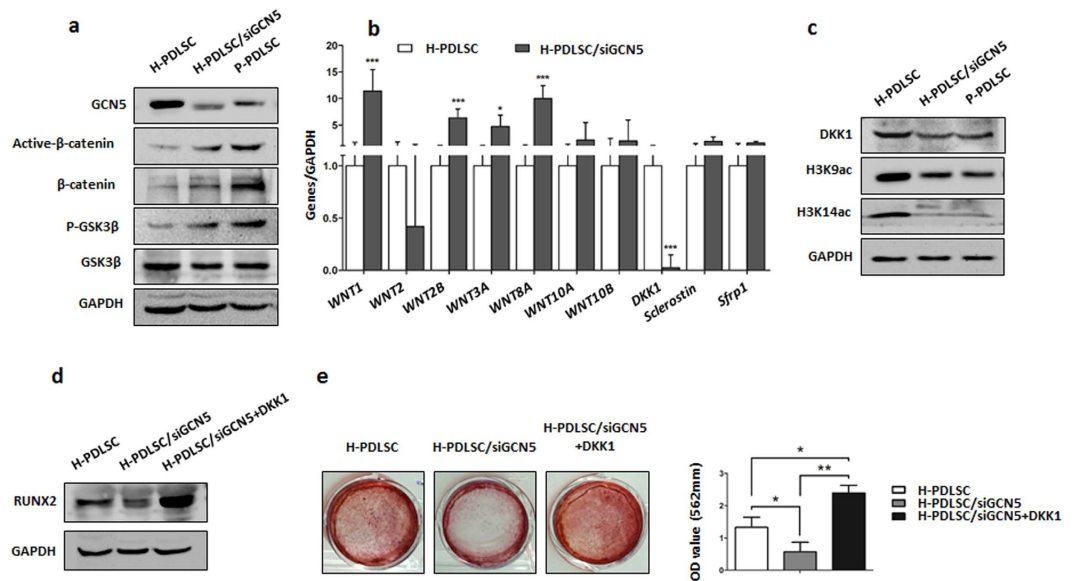 a
H-PDLSC
H-PDLSC/siGCN5
P-PDLSC
GCN5
Active-β-catenin
β-catenin
P-GSK3β
GSK3β
GAPDH
b
H-PDLSC
H-PDLSC/siGCN5
Genes/GAPDH
20
15
10
5
1.0
0.5
0.0
***
***
*
***
***
WNT1
WNT2
WNT2B
WNT3A
WNT8A
WNT10A
WNT10B
DKK1
Sclerostin
Sfrp1
c
H-PDLSC
H-PDLSC/siGCN5
P-PDLSC
DKK1
H3K9ac
H3K14ac
GAPDH
d
H-PDLSC
H-PDLSC/siGCN5
H-PDLSC/siGCN5+DKK1
RUNX2
GAPDH
e
H-PDLSC
H-PDLSC/siGCN5
H-PDLSC/siGCN5
+DKK1
OD value (562mm)
3
2
1
0
*
*
**
H-PDLSC
H-PDLSC/siGCN5
H-PDLSC/siGCN5+DKK1